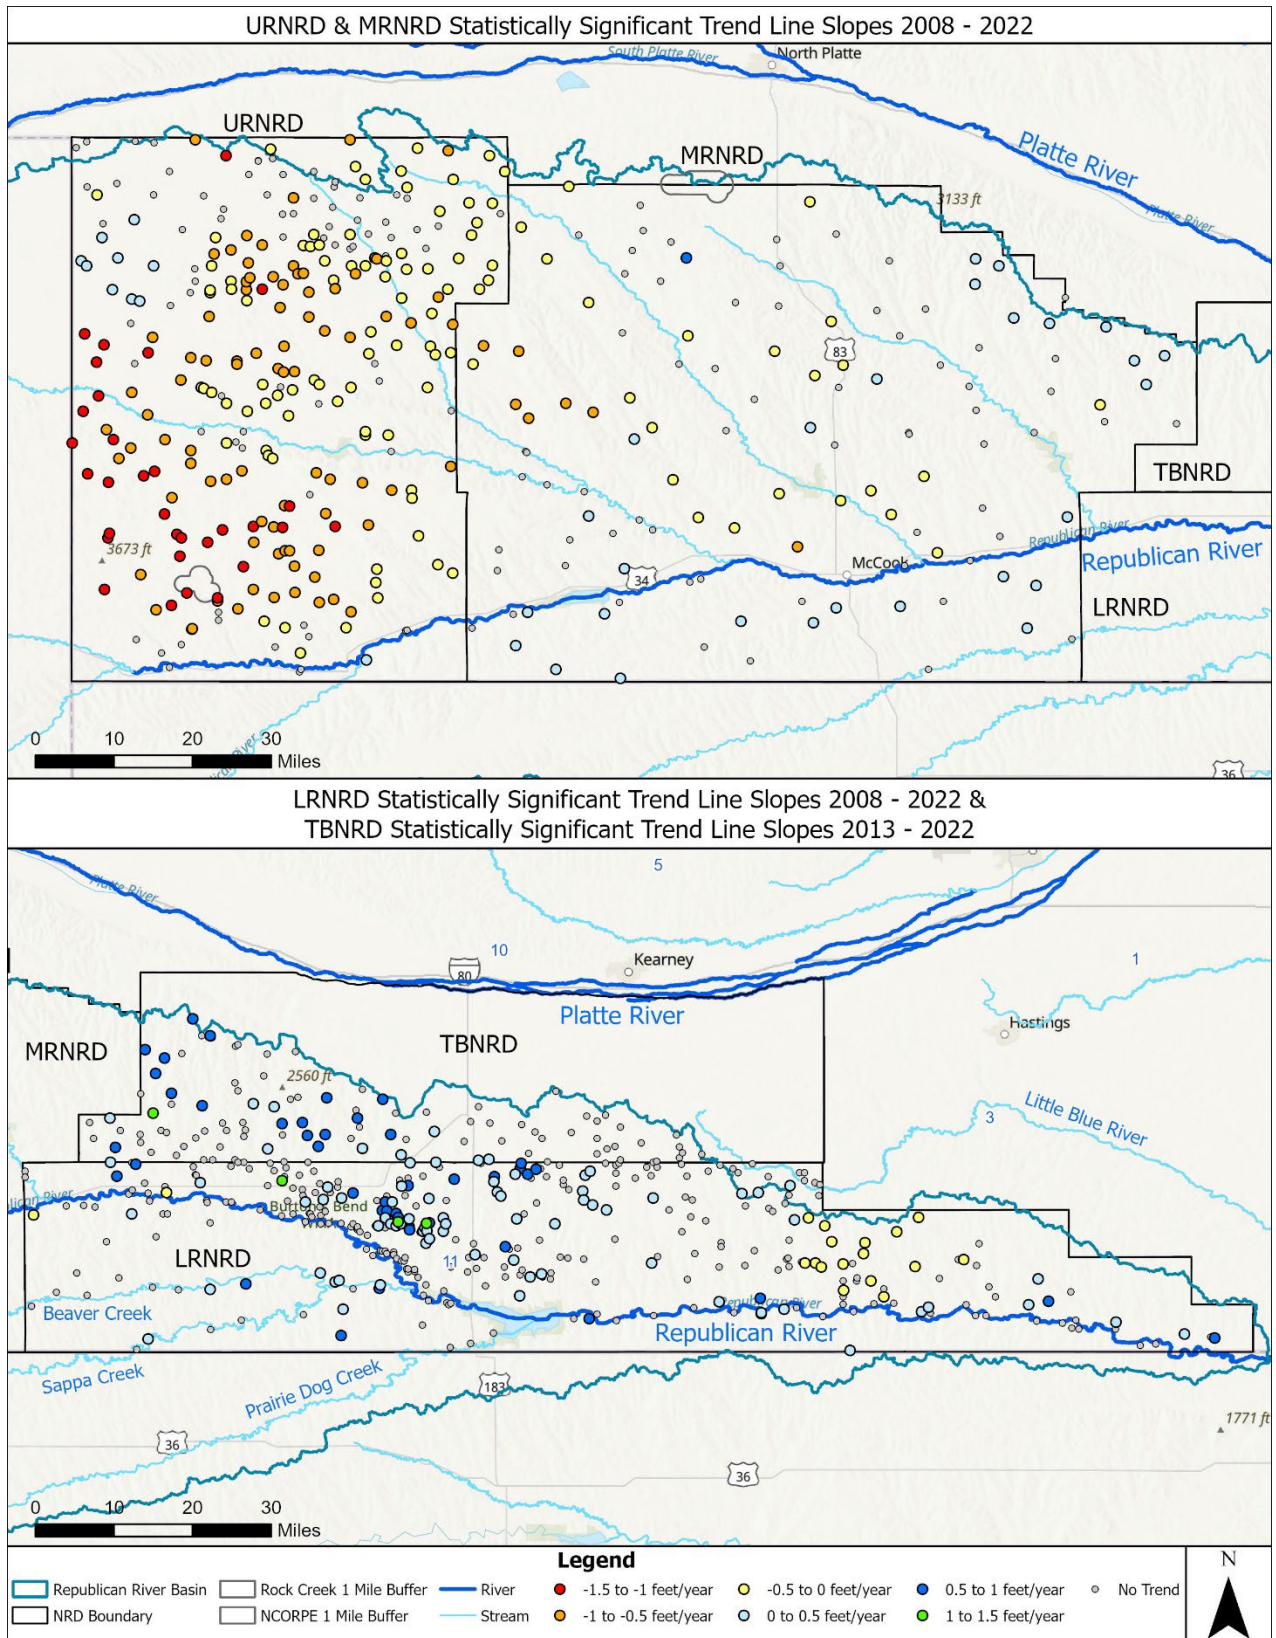 URNRD & MRNRD Statistically Significant Trend Line Slopes 2008 - 2022
South Platte River
North Platte
URNRD
MRNRD
Platte River
3133 ft
Platte River
83
TBNRD
3673 ft
34
McCook
Republican River
Republican River
LRNRD
0 10 20 30
Miles
36
LRNRD Statistically Significant Trend Line Slopes 2008 - 2022 &
TBNRD Statistically Significant Trend Line Slopes 2013 - 2022
5
Platte River
10
80
Kearney
1
Platte River
Hastings
MRNRD
TBNRD
2560 ft
Little Blue River
3
LRNRD
11
Beaver Creek
Republican River
Republican River
Sappa Creek
Prairie Dog Creek
183
1771 ft
36
36
0 10 20 30
Miles
Legend
N
Republican River Basin
Rock Creek 1 Mile Buffer
River
-1.5 to -1 feet/year
-0.5 to 0 feet/year
0.5 to 1 feet/year
No Trend
NRD Boundary
NCORPE 1 Mile Buffer
Stream
-1 to -0.5 feet/year
0 to 0.5 feet/year
1 to 1.5 feet/year